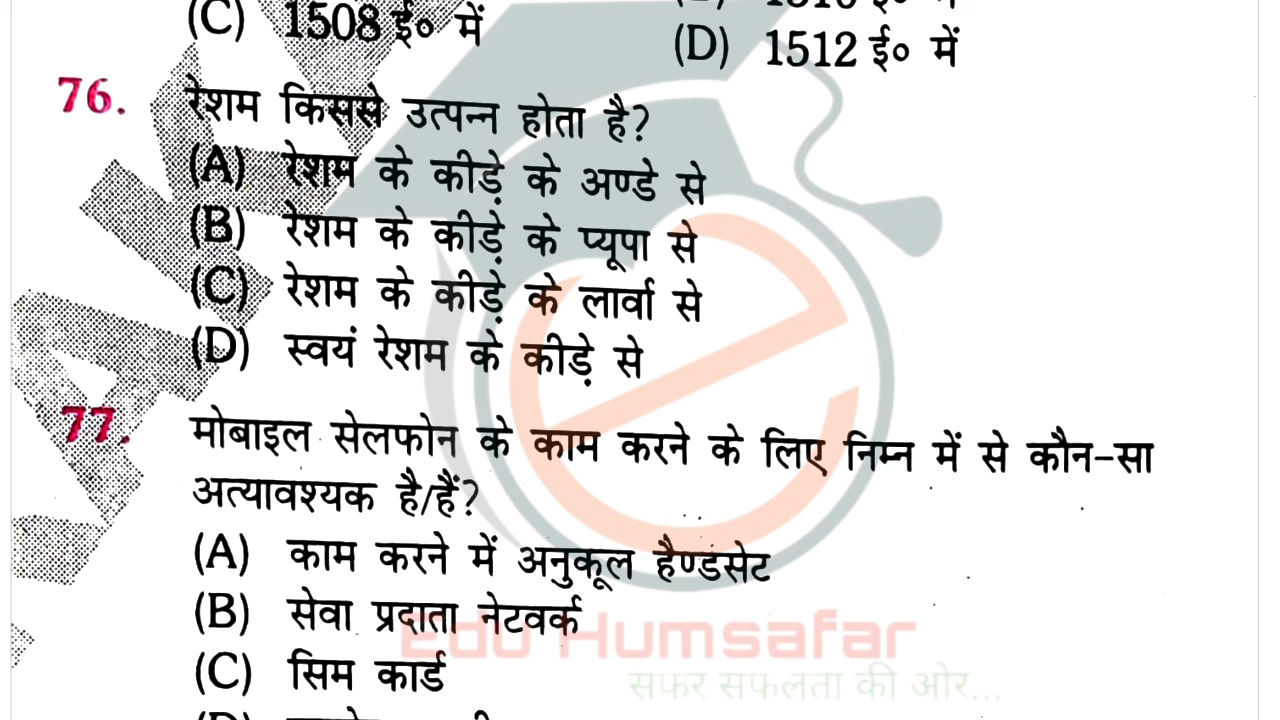 (C) 1508 ई० में
(D) 1512 ई० में
76. रेशम किससे उत्पन्न होता है?
(A) रेशम के कीड़े के अण्डे से
(B) रेशम के कीड़े के प्यूपा से
(C) रेशम के कीड़े के लार्वा से
(D) स्वयं रेशम के कीड़े से
77. मोबाइल सेलफोन के काम करने के लिए निम्न में से कौन-सा
अत्यावश्यक है/हैं?
(A) काम करने में अनुकूल हैण्डसेट
(B) सेवा प्रदाता नेटवर्क
Edu Humsafar
(C) सिम कार्ड
सफर सफलता की ओर...